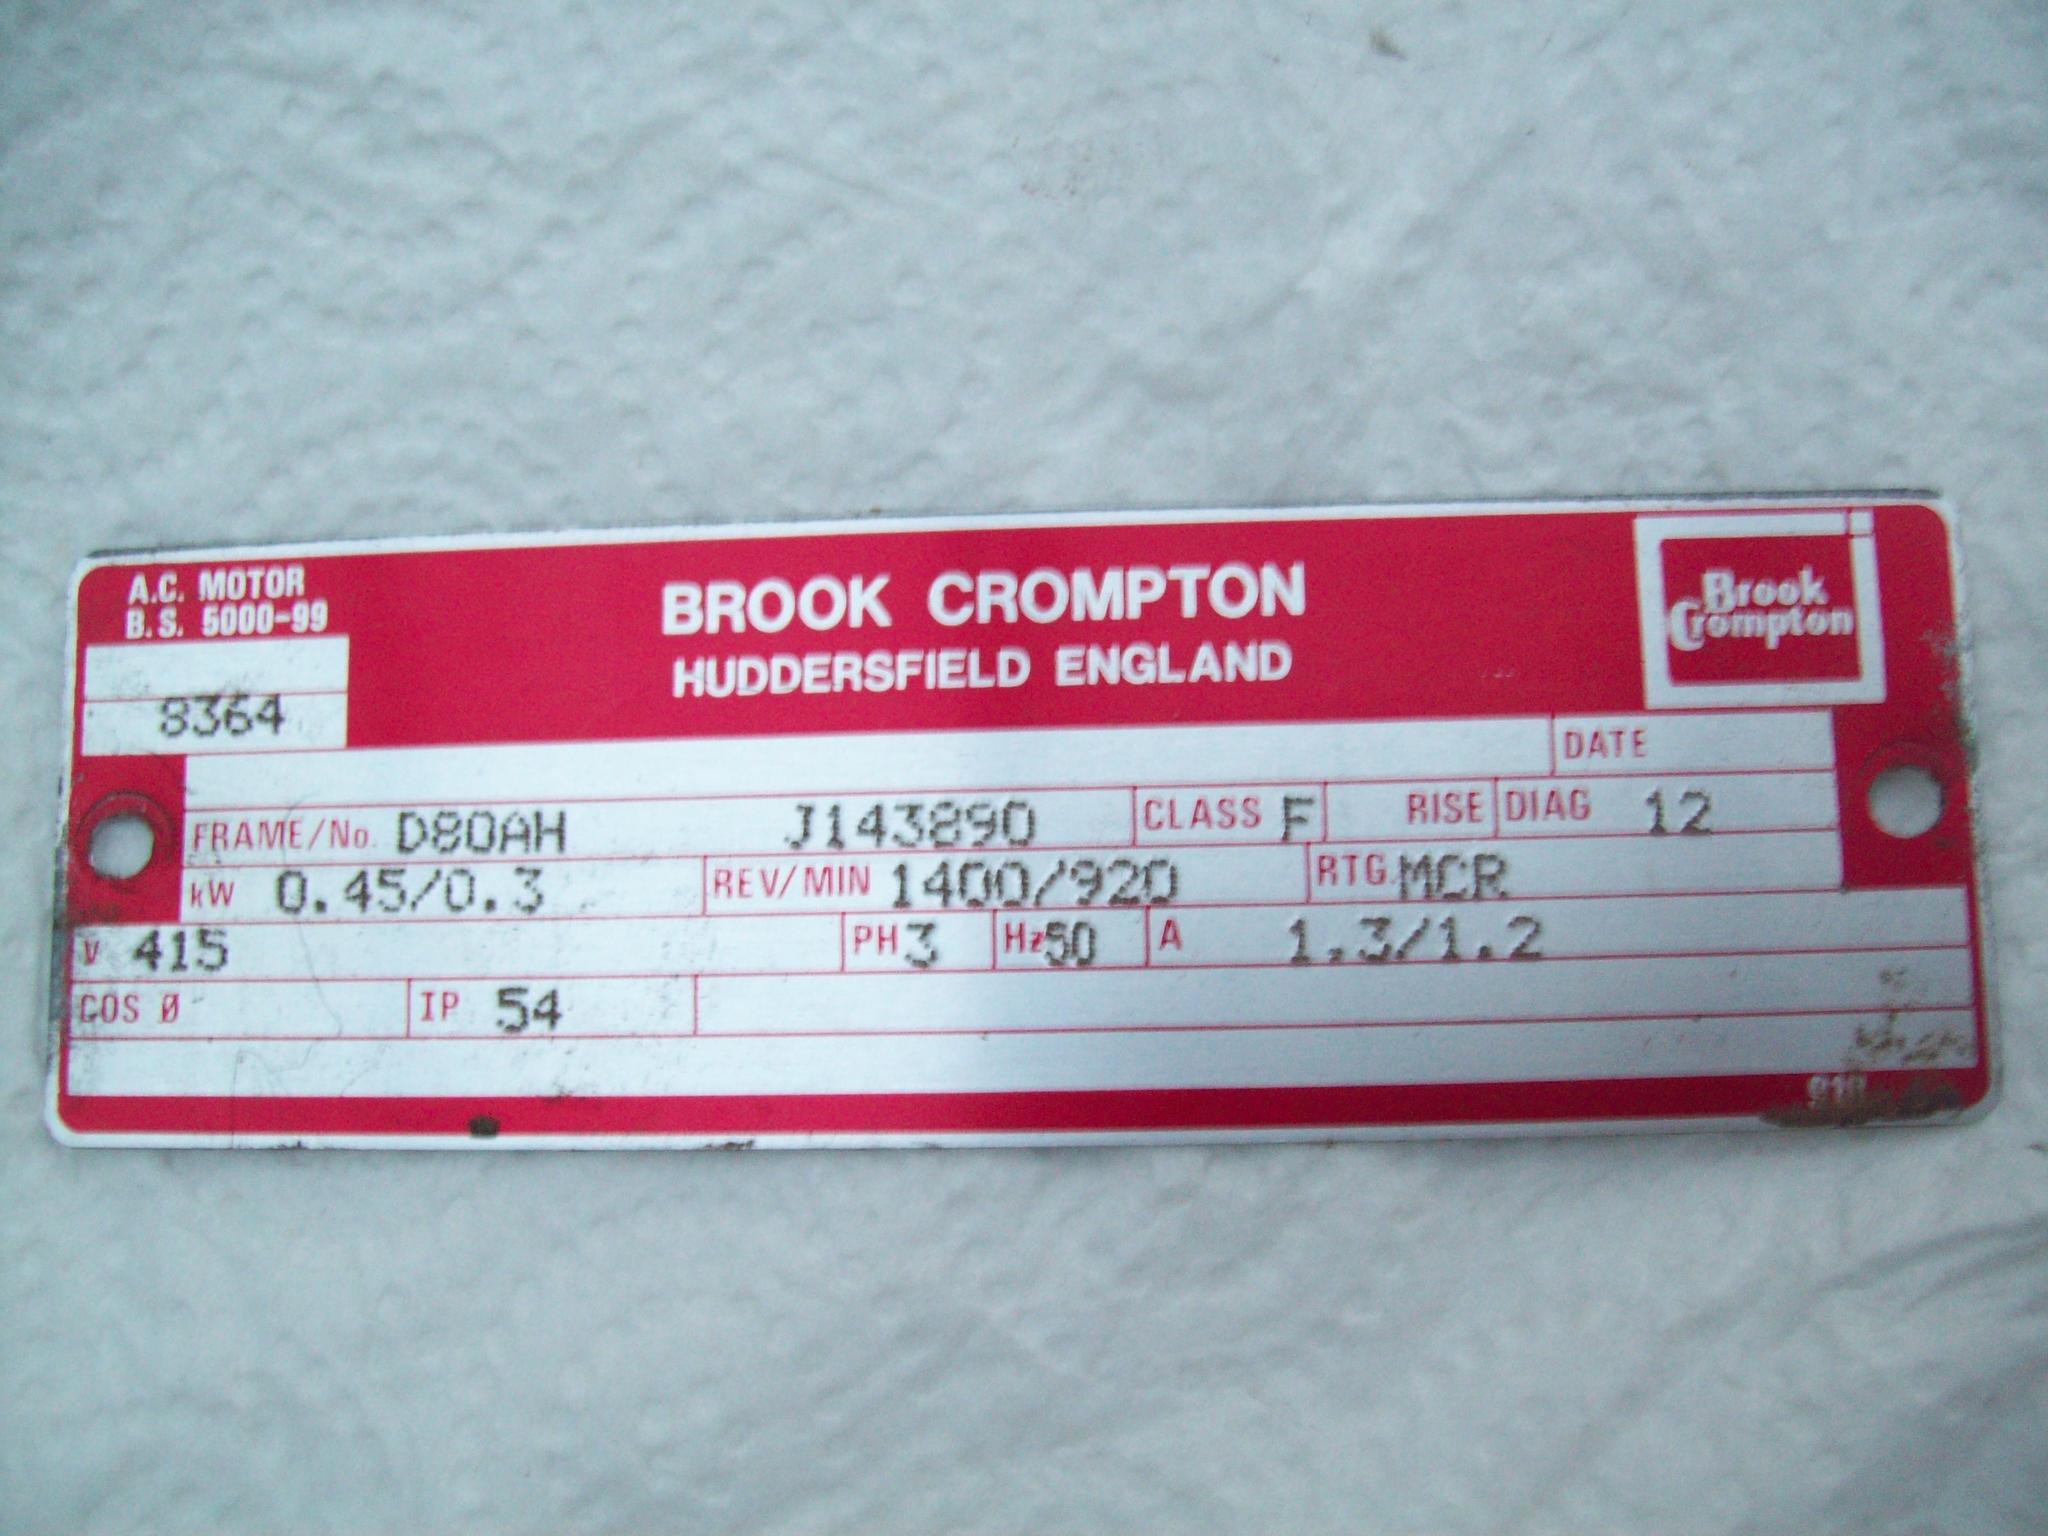 A.C. MOTOR
B.S. 5000-99
BROOK CROMPTON
HUDDERSFIELD ENGLAND
Brook
Crompton
8364
DATE
FRAME/No. D80AH J143890 CLASS F RISE DIAG 12
kW 0.45/0.3 REV/MIN 1400/920 RTG. MCR
V 415 PH 3 Hz 50 A 1.3/1.2
COS Ø IP 54